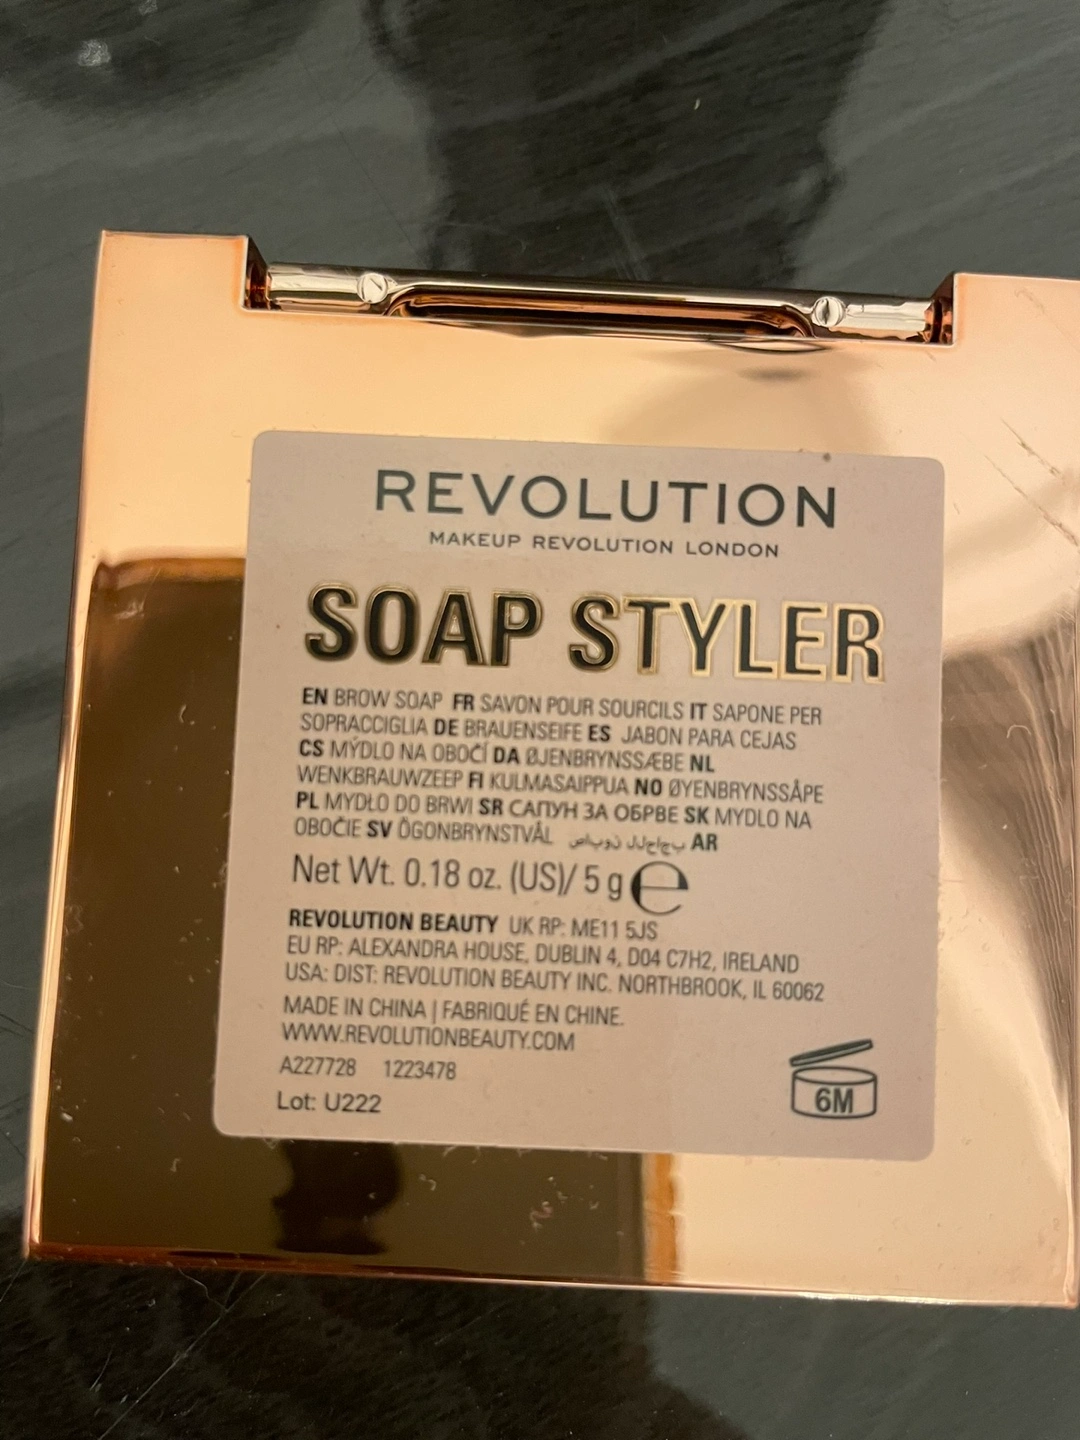 REVOLUTION
MAKEUP REVOLUTION LONDON
SOAP STYLER
EN BROW SOAP FR SAVON POUR SOURCILS IT SAPONE PER
SOPRACCIGLIA DE BRAUENSEIFE ES JABON PARA CEJAS
CS MÝDLO NA OBOČÍ DA ØJENBRYNSSÆBE NL
WENKBRAUWZEEP FI KULMASAIPPUA NO ØYENBRYNSSÅPE
PL MYDŁO DO BRWI SR САПУН ЗА ОБРВЕ SK MYDLO NA
OBOČIE SV ÖGONBRYNSTVÅL صابون للحاجب AR
Net Wt. 0.18 oz. (US)/ 5 g ℮
REVOLUTION BEAUTY UK RP: ME11 5JS
EU RP: ALEXANDRA HOUSE, DUBLIN 4, D04 C7H2, IRELAND
USA: DIST: REVOLUTION BEAUTY INC. NORTHBROOK, IL 60062
MADE IN CHINA | FABRIQUÉ EN CHINE.
WWW.REVOLUTIONBEAUTY.COM
A227728 1223478
Lot: U222
6M